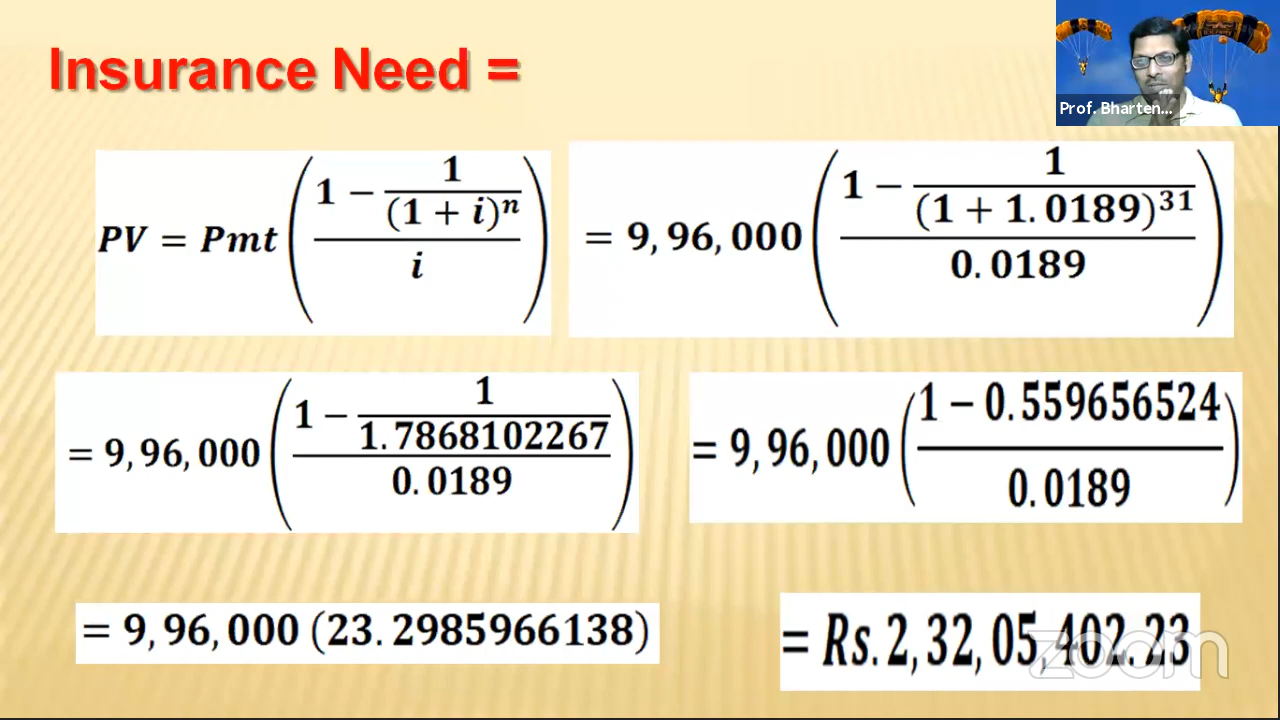 Insurance Need =
Prof. Bharten...
PV = Pmt ( (1 − 1/(1 + i)^n) / i )
= 9,96,000 ( (1 − 1/(1 + 1.0189)^31) / 0.0189 )
= 9,96,000 ( (1 − 1/1.7868102267) / 0.0189 )
= 9,96,000 ( (1 − 0.559656524) / 0.0189 )
= 9,96,000 (23.2985966138)
= Rs.2,32,05,402.23
zoom